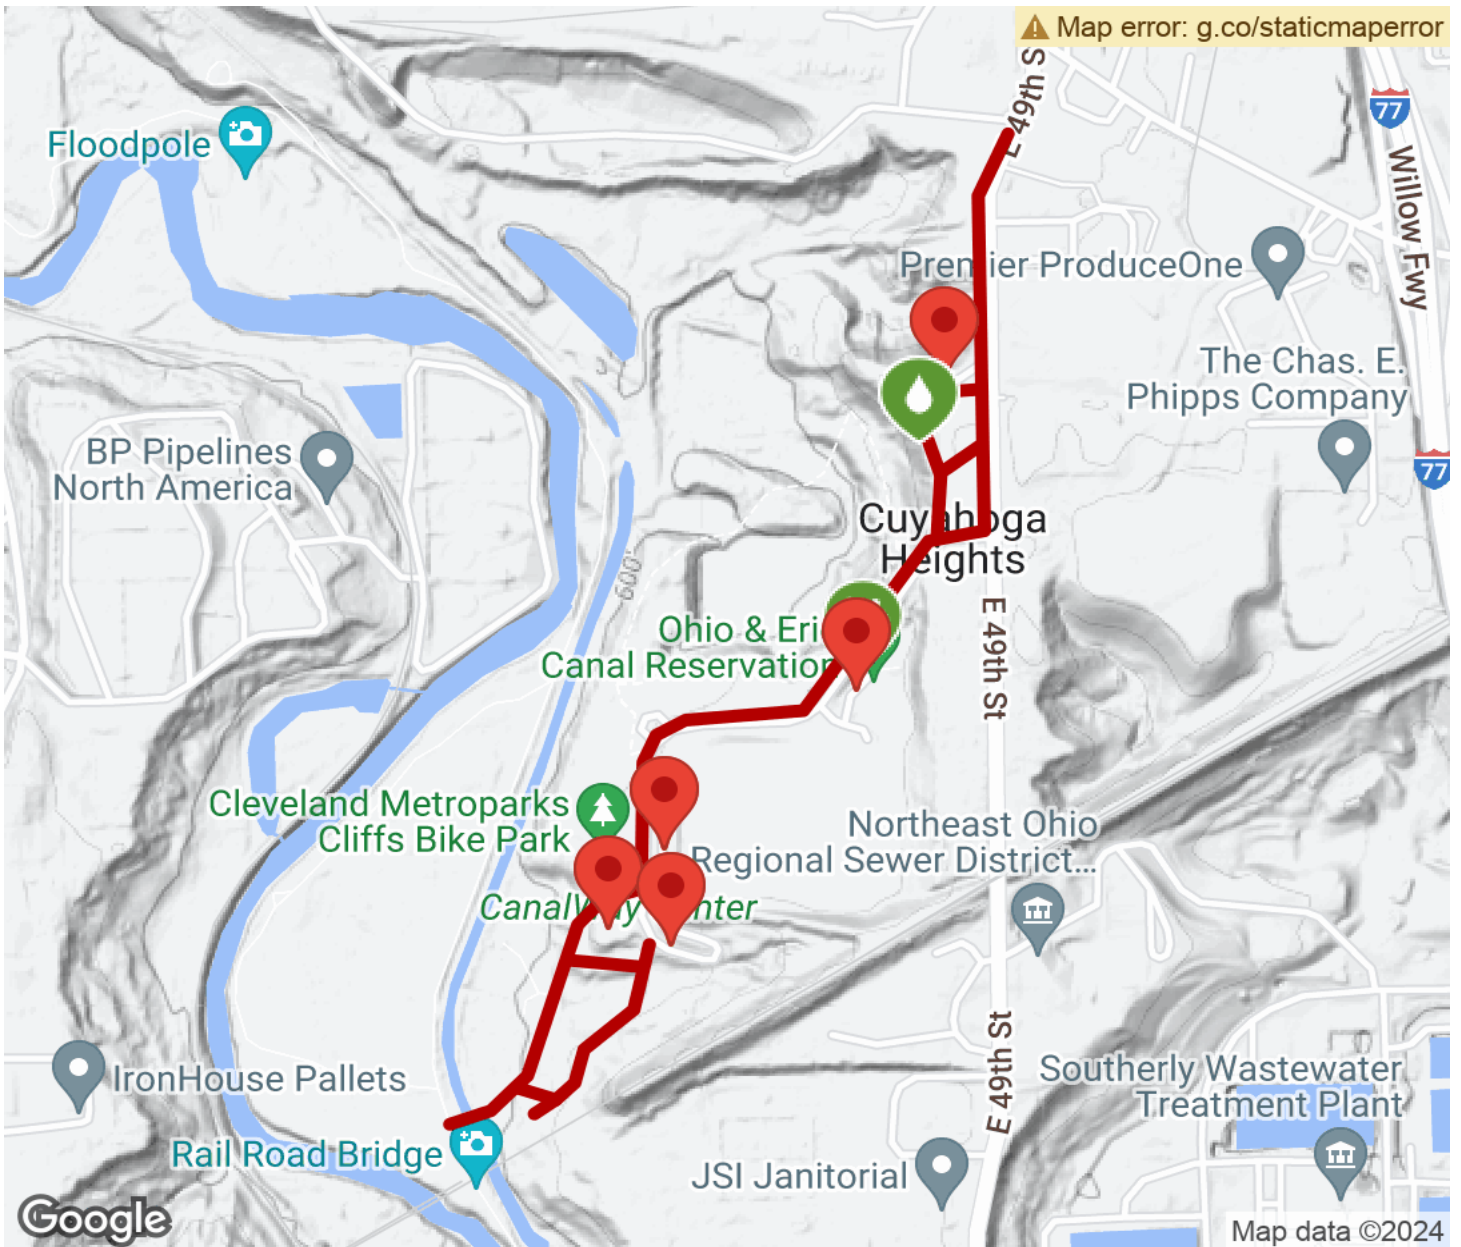 Map error: g.co/staticmaperror
E 49th S
77
Floodpole
Willow Fwy
Premier ProduceOne
The Chas. E.
Phipps Company
BP Pipelines
North America
77
Cuyahoga
Heights
600'
E 49th St
Ohio & Eri
Canal Reservation
Cleveland Metroparks
Cliffs Bike Park
Northeast Ohio
Regional Sewer District...
CanalWay Center
E 49th St
IronHouse Pallets
Southerly Wastewater
Treatment Plant
Rail Road Bridge
JSI Janitorial
Google
Map data ©2024